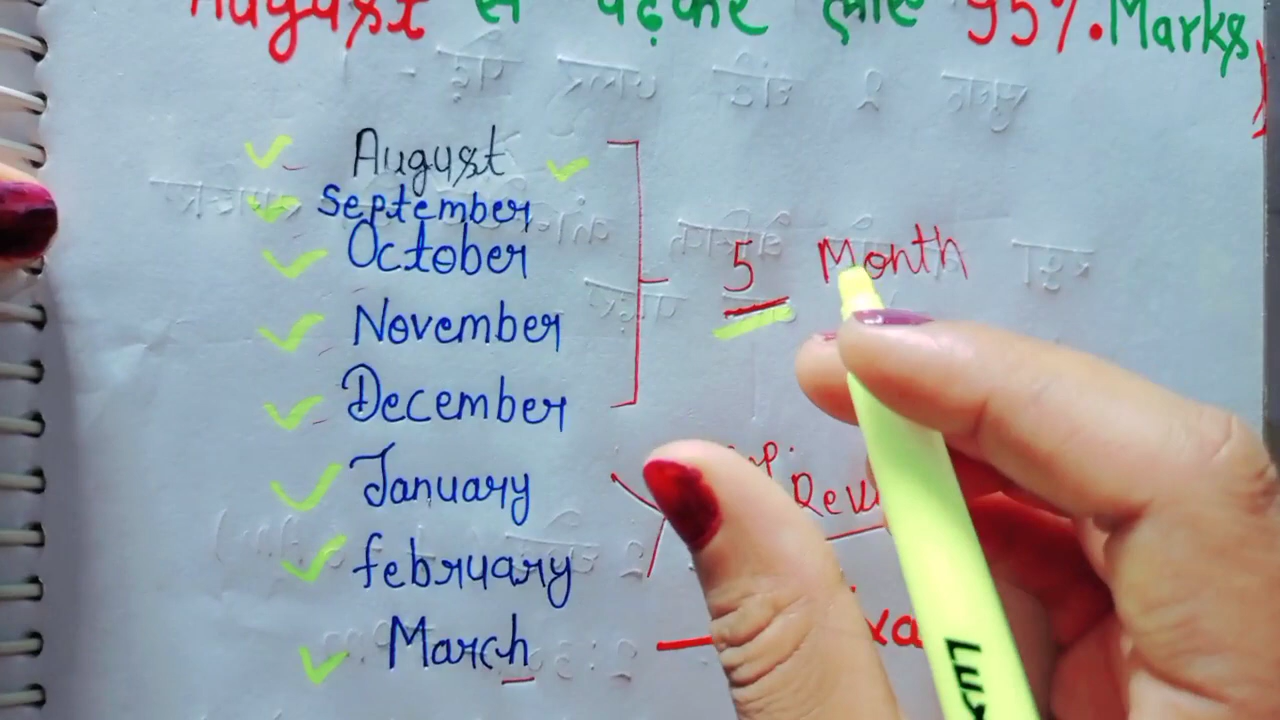 August से पढ़कर लाए 95%. Marks
August
September
October
November
December
January
february
March
5 Month